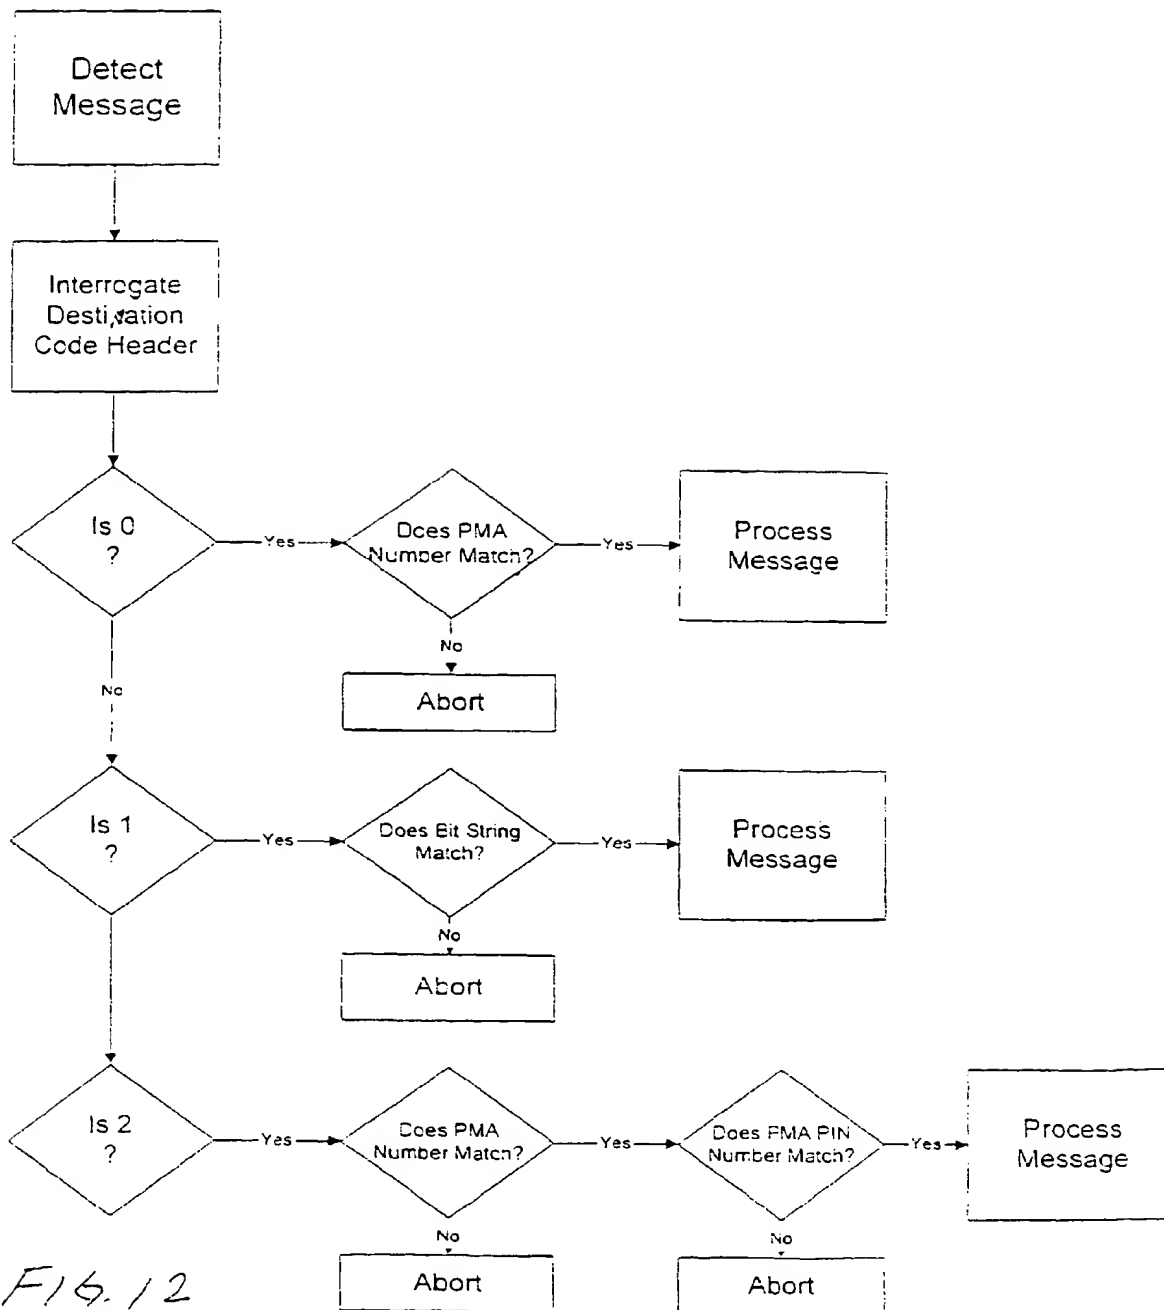 Detect
Message
Interrogate
Destination
Code Header
Is 0
?
Yes
Does PMA
Number Match?
Yes
Process
Message
No
Abort
No
Is 1
?
Yes
Does Bit String
Match?
Yes
Process
Message
No
Abort
Is 2
?
Yes
Does PMA
Number Match?
Yes
Does PMA PIN
Number Match?
Yes
Process
Message
No
Abort
No
Abort
FIG. 12